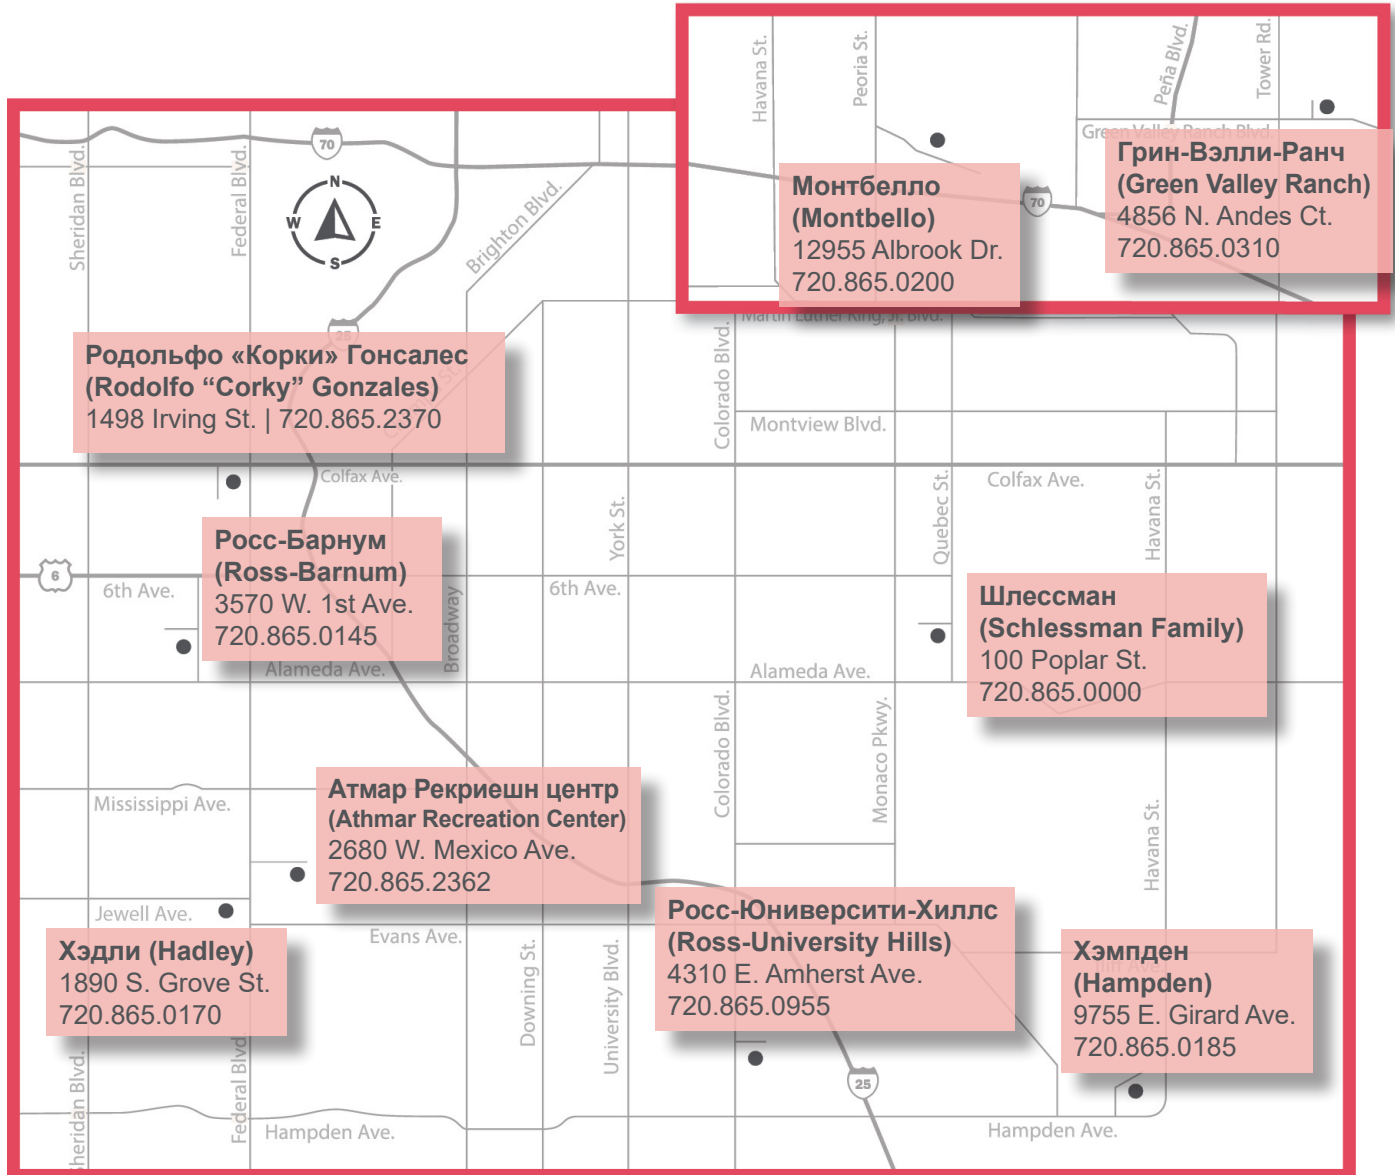 Havana St.
Peoria St.
Peña Blvd.
Tower Rd.
Green Valley Ranch Blvd.
Монтбелло
(Montbello)
12955 Albrook Dr.
720.865.0200
Грин-Вэлли-Ранч
(Green Valley Ranch)
4856 N. Andes Ct.
720.865.0310
70
70
Sheridan Blvd.
Federal Blvd.
N
W
E
S
Brighton Blvd.
25
Martin Luther King, Jr. Blvd.
Colorado Blvd.
Родольфо «Корки» Гонсалес
(Rodolfo “Corky” Gonzales)
1498 Irving St. | 720.865.2370
Montview Blvd.
Colfax Ave.
Colfax Ave.
York St.
Quebec St.
Havana St.
Росс-Барнум
(Ross-Barnum)
3570 W. 1st Ave.
720.865.0145
6
6th Ave.
6th Ave.
Broadway
Шлессман
(Schlessman Family)
100 Poplar St.
720.865.0000
Alameda Ave.
Alameda Ave.
Colorado Blvd.
Monaco Pkwy.
Mississippi Ave.
Атмар Рекриешн центр
(Athmar Recreation Center)
2680 W. Mexico Ave.
720.865.2362
Havana St.
Jewell Ave.
Evans Ave.
Росс-Юниверсити-Хиллс
(Ross-University Hills)
4310 E. Amherst Ave.
720.865.0955
Хэдли (Hadley)
1890 S. Grove St.
720.865.0170
Downing St.
University Blvd.
Хэмпден
(Hampden)
9755 E. Girard Ave.
720.865.0185
Sheridan Blvd.
Federal Blvd.
25
Hampden Ave.
Hampden Ave.